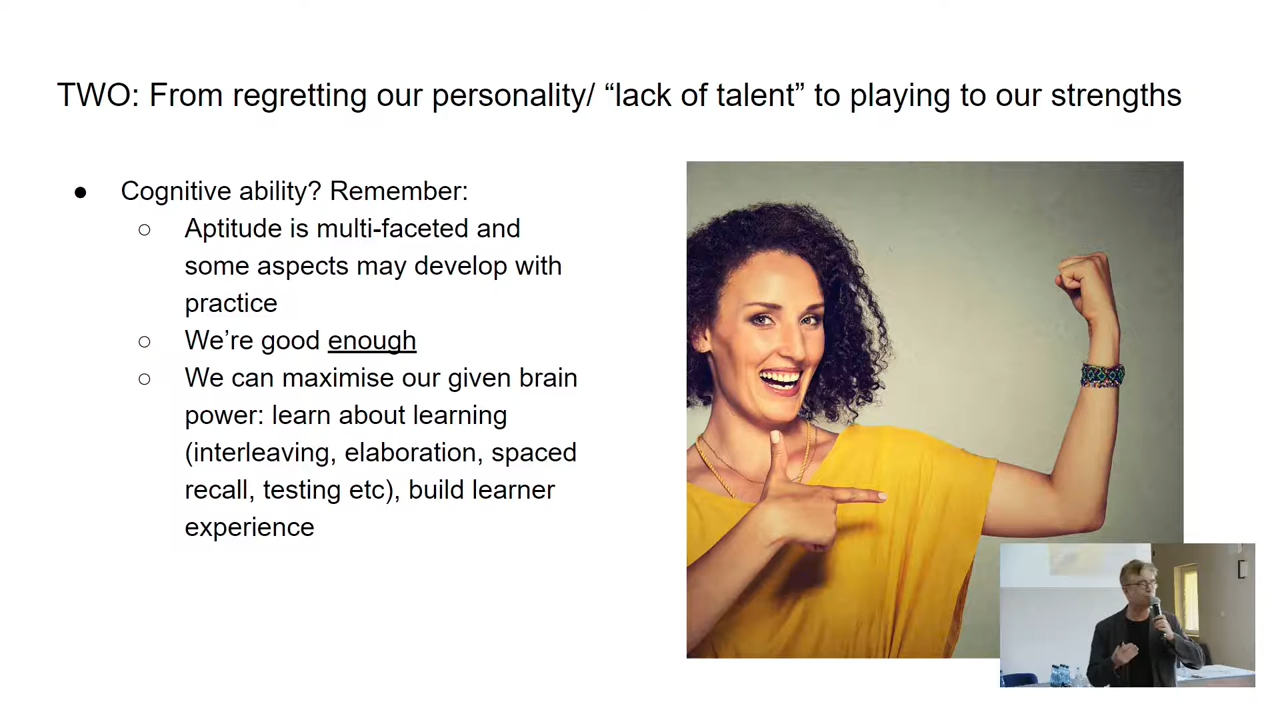 TWO: From regretting our personality/ “lack of talent” to playing to our strengths
● Cognitive ability? Remember:
○ Aptitude is multi-faceted and
some aspects may develop with
practice
○ We’re good enough
○ We can maximise our given brain
power: learn about learning
(interleaving, elaboration, spaced
recall, testing etc), build learner
experience